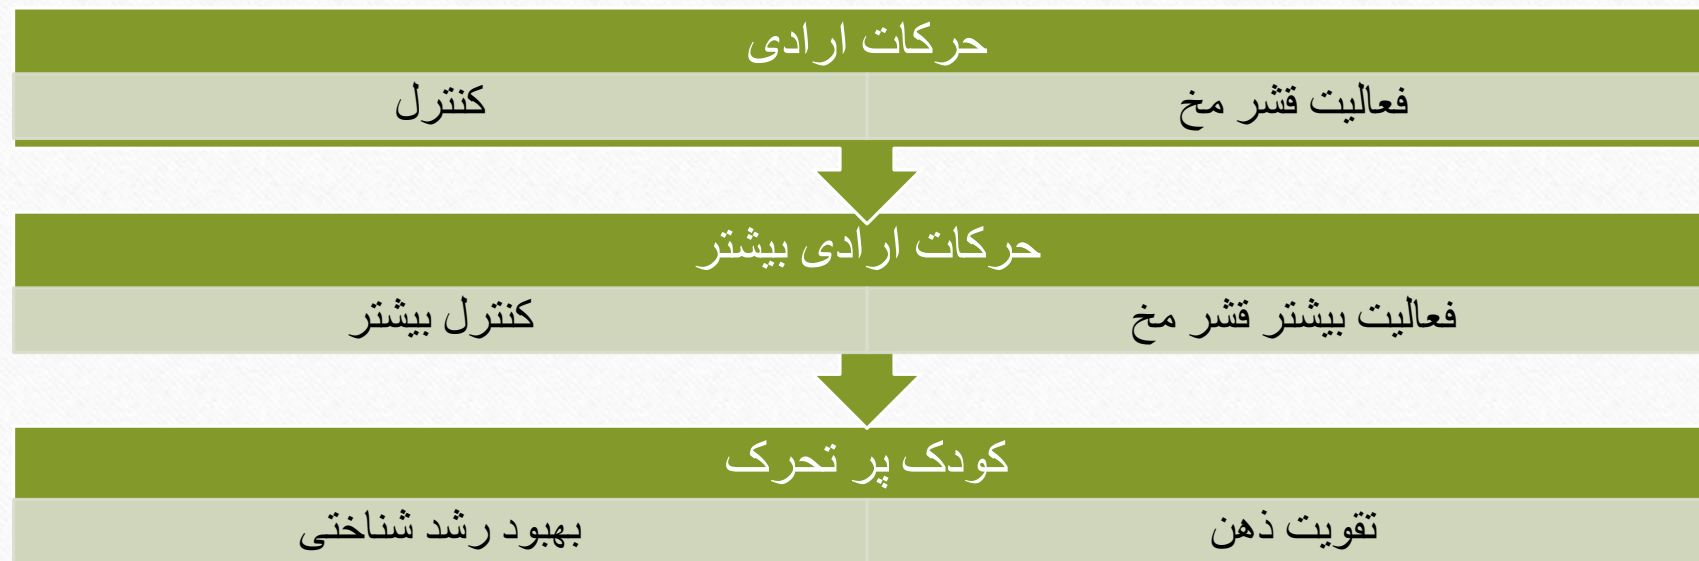 حرکات ارادی
فعالیت قشر مخ
کنترل
حرکات ارادی بیشتر
فعالیت بیشتر قشر مخ
کنترل بیشتر
کودک پر تحرک
تقویت ذهن
بهبود رشد شناختی